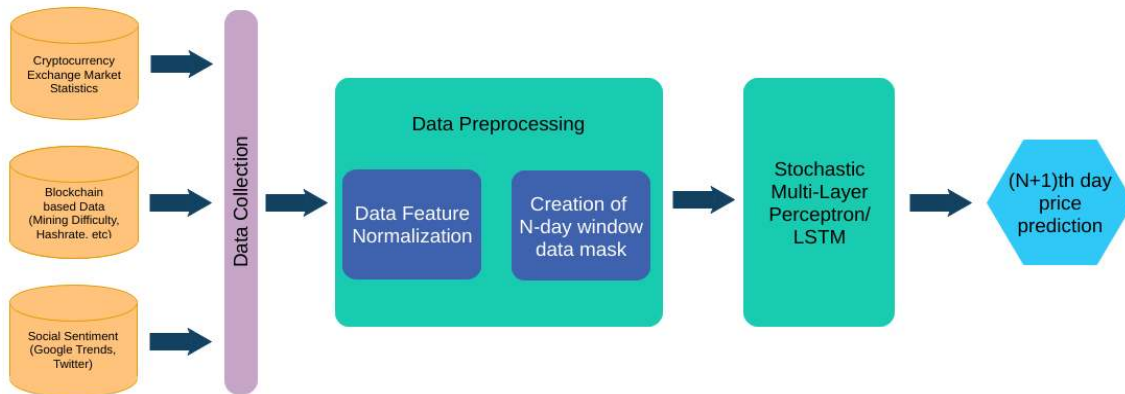 Cryptocurrency
Exchange Market
Statistics
Blockchain
based Data
(Mining Difficulty,
Hashrate, etc)
Social Sentiment
(Google Trends,
Twitter)
Data Collection
Data Preprocessing
Data Feature
Normalization
Creation of
N-day window
data mask
Stochastic
Multi-Layer
Perceptron/
LSTM
(N+1)th day
price
prediction